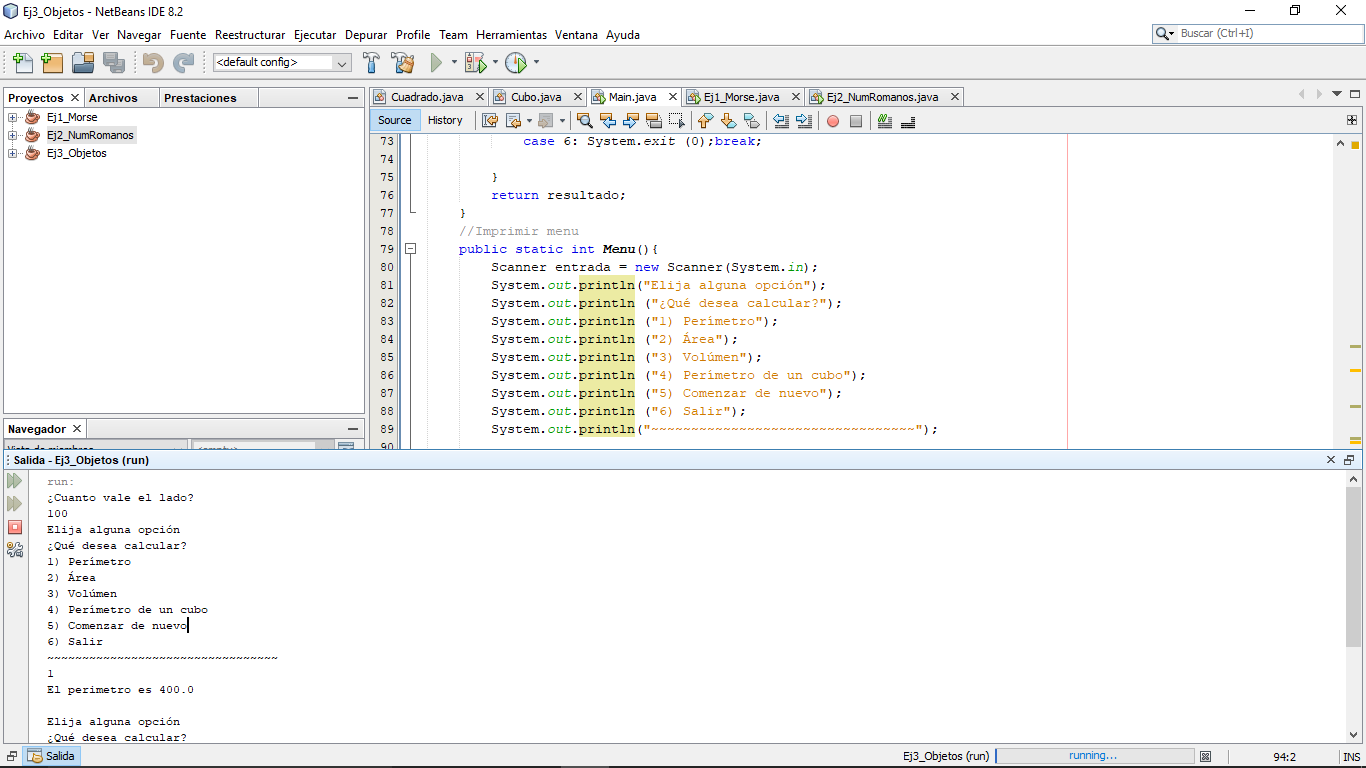 Ej3_Objetos - NetBeans IDE 8.2
Archivo Editar Ver Navegar Fuente Reestructurar Ejecutar Depurar Profile Team Herramientas Ventana Ayuda
Buscar (Ctrl+I)
<default config>
Proyectos Archivos Prestaciones
Ej1_Morse
Ej2_NumRomanos
Ej3_Objetos
Navegador
Vista de miembros <empty>
Cuadrado.java Cubo.java Main.java Ej1_Morse.java Ej2_NumRomanos.java
Source History
73 case 6: System.exit (0);break;
74
75 }
76 return resultado;
77 }
78 //Imprimir menu
79 public static int Menu(){
80 Scanner entrada = new Scanner(System.in);
81 System.out.println("Elija alguna opción");
82 System.out.println ("¿Qué desea calcular?");
83 System.out.println ("1) Perímetro");
84 System.out.println ("2) Área");
85 System.out.println ("3) Volúmen");
86 System.out.println ("4) Perímetro de un cubo");
87 System.out.println ("5) Comenzar de nuevo");
88 System.out.println ("6) Salir");
89 System.out.println("~~~~~~~~~~~~~~~~~~~~~~~~~~~~~~~~~");
90
Salida - Ej3_Objetos (run)
run:
¿Cuanto vale el lado?
100
Elija alguna opción
¿Qué desea calcular?
1) Perímetro
2) Área
3) Volúmen
4) Perímetro de un cubo
5) Comenzar de nuevo
6) Salir
~~~~~~~~~~~~~~~~~~~~~~~~~~~~~~~~~
1
El perimetro es 400.0
Elija alguna opción
¿Qué desea calcular?
Salida
Ej3_Objetos (run) running... 94:2 INS